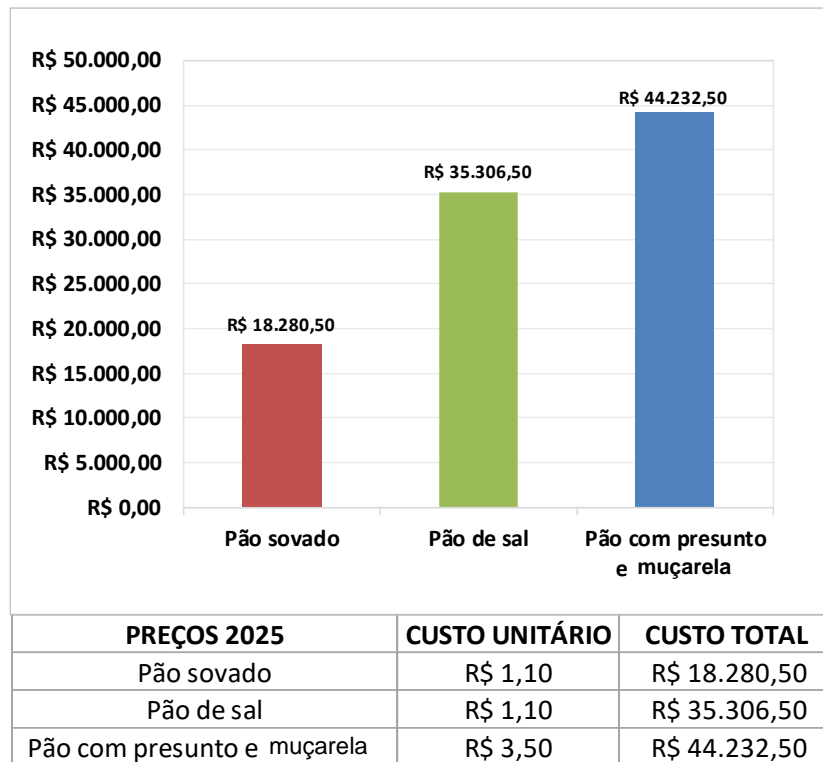 R$ 50.000,00
R$ 45.000,00
R$ 40.000,00
R$ 35.000,00
R$ 30.000,00
R$ 25.000,00
R$ 20.000,00
R$ 15.000,00
R$ 10.000,00
R$ 5.000,00
R$ 0,00
R$ 18.280,50
R$ 35.306,50
R$ 44.232,50
Pão sovado
Pão de sal
Pão com presunto
e muçarela
PREÇOS 2025 CUSTO UNITÁRIO CUSTO TOTAL
Pão sovado R$ 1,10 R$ 18.280,50
Pão de sal R$ 1,10 R$ 35.306,50
Pão com presunto e muçarela R$ 3,50 R$ 44.232,50